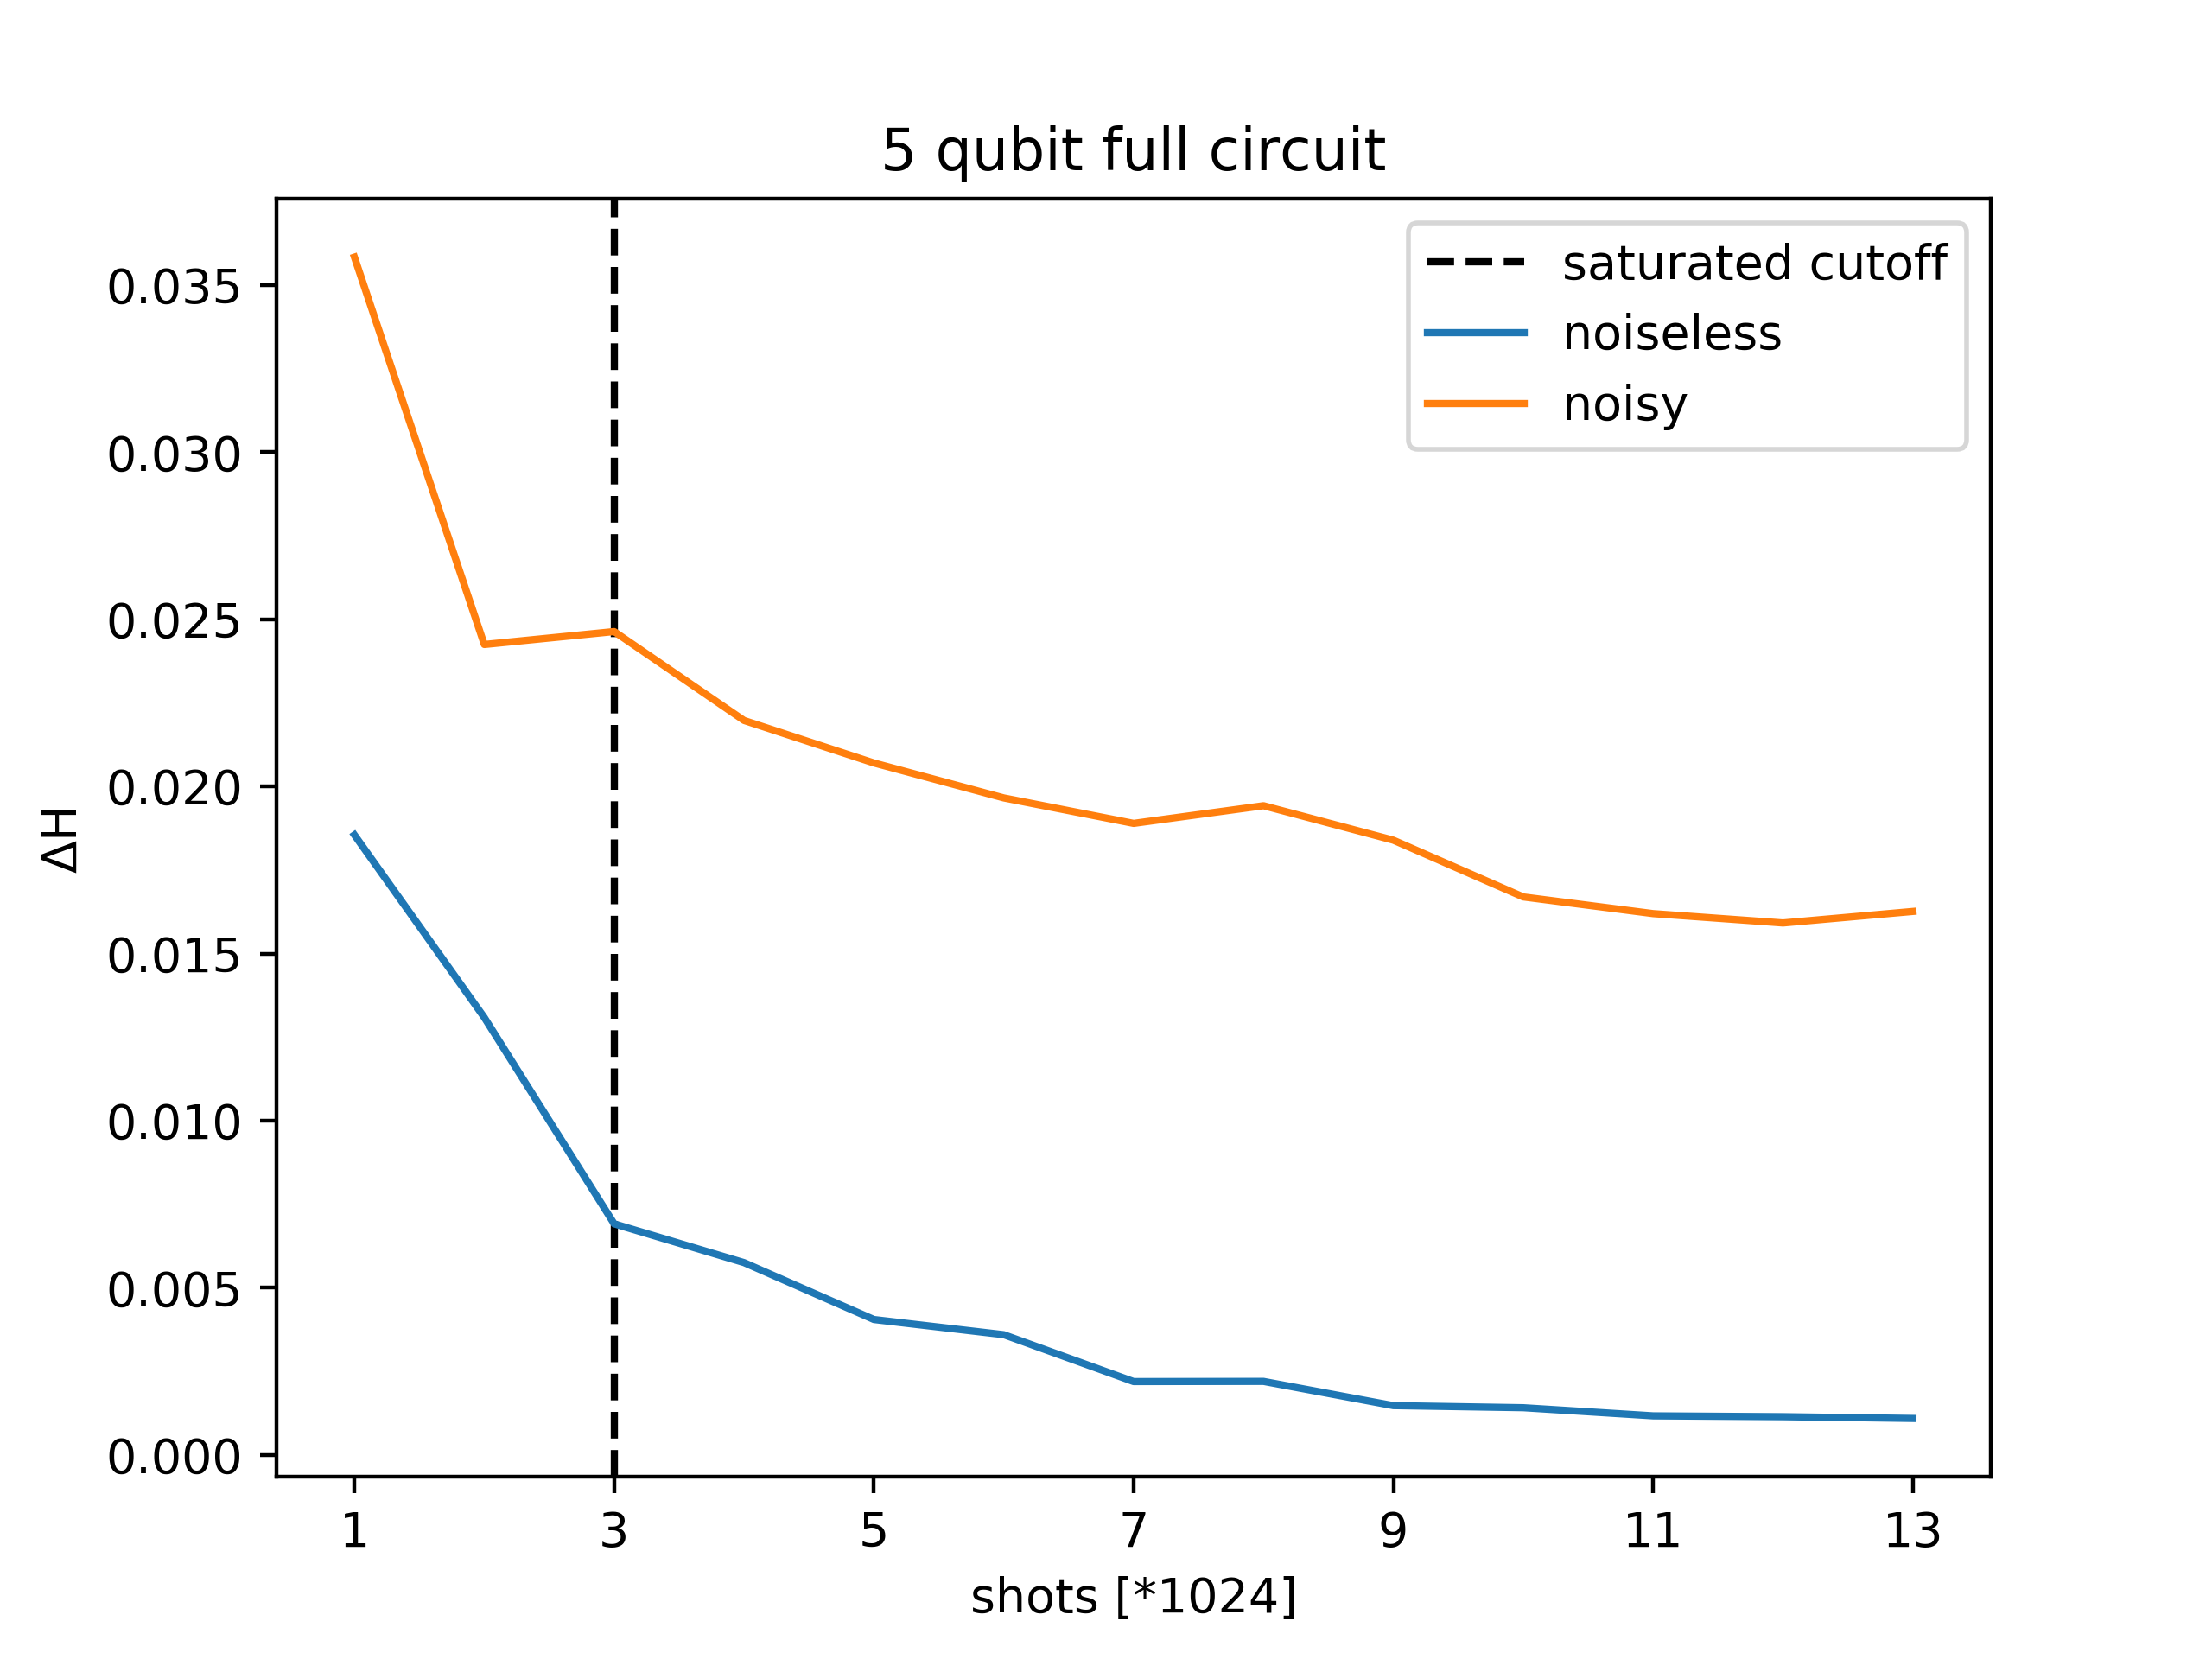 5 qubit full circuit
saturated cutoff
noiseless
noisy
0.035
0.030
0.025
0.020
0.015
0.010
0.005
0.000
ΔH
1 3 5 7 9 11 13
shots [*1024]